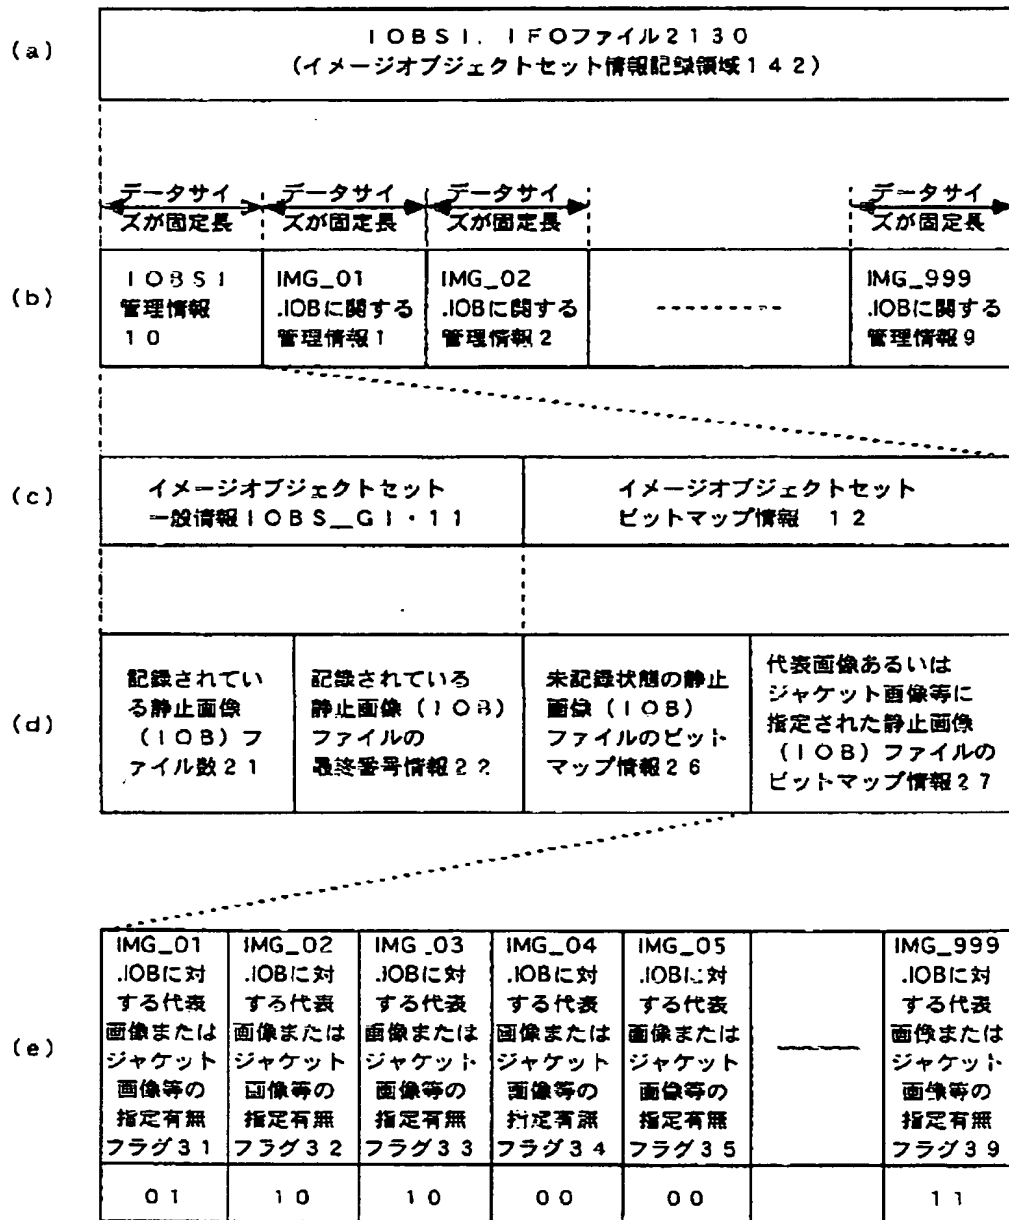 (a)
IOBSI. IFOファイル2130
(イメージオブジェクトセット情報記録領域142)
データサイ
ズが固定長
データサイ
ズが固定長
データサイ
ズが固定長
データサイ
ズが固定長
(b)
IOBSI
管理情報
10
IMG_01
.IOBに関する
管理情報1
IMG_02
.IOBに関する
管理情報2
IMG_999
.IOBに関する
管理情報9
(c)
イメージオブジェクトセット
一般情報IOBS_GI・11
イメージオブジェクトセット
ビットマップ情報 12
(d)
記録されてい
る静止画像
(IOB)フ
ァイル数21
記録されている
静止画像(IOB)
ファイルの
最終番号情報22
未記録状態の静止
画像(IOB)
ファイルのビット
マップ情報26
代表画像あるいは
ジャケット画像等に
指定された静止画像
(IOB)ファイルの
ビットマップ情報27
(e)
IMG_01
.IOBに対
する代表
画像または
ジャケット
画像等の
指定有無
フラグ31
01
IMG_02
.IOBに対
する代表
画像または
ジャケット
画像等の
指定有無
フラグ32
10
IMG_03
.IOBに対
する代表
画像または
ジャケット
画像等の
指定有無
フラグ33
10
IMG_04
.IOBに対
する代表
画像または
ジャケット
画像等の
指定有無
フラグ34
00
IMG_05
.IOBに対
する代表
画像または
ジャケット
画像等の
指定有無
フラグ35
00
IMG_999
.IOBに対
する代表
画像または
ジャケット
画像等の
指定有無
フラグ39
11